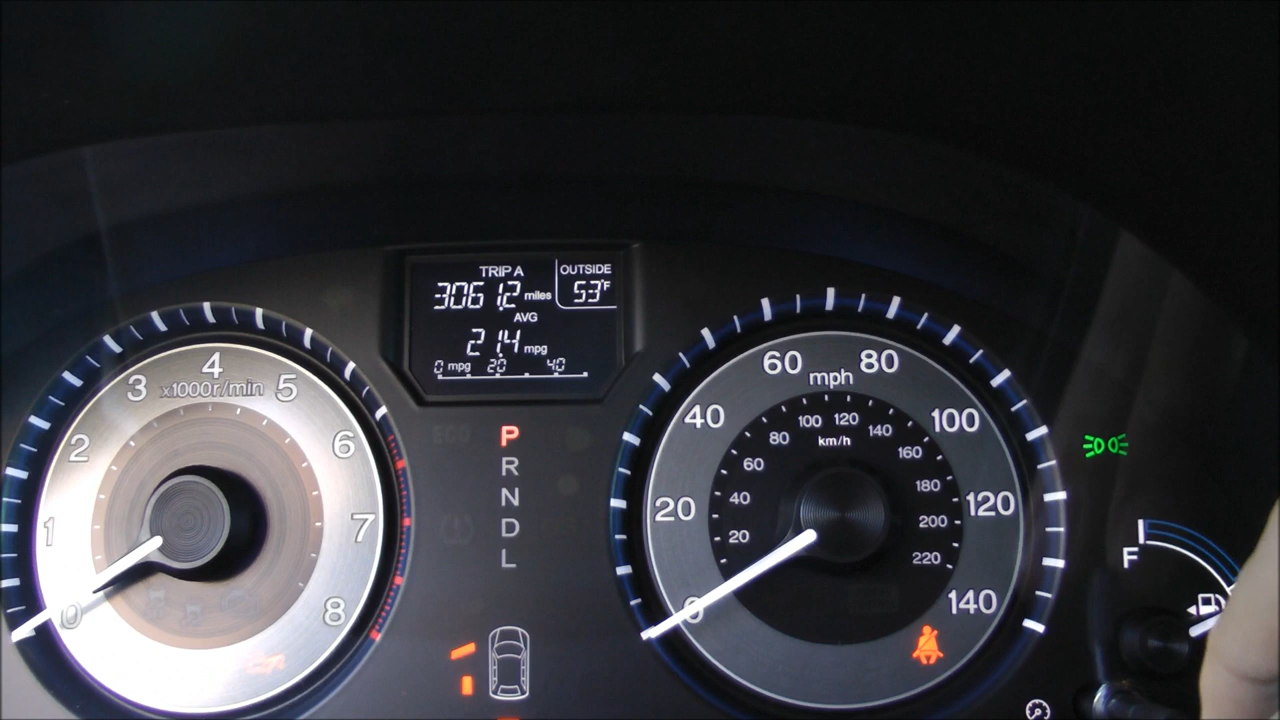 TRIP A
OUTSIDE
3061.2 miles
53°F
AVG
21.4 mpg
0 mpg 20 40
0
1
2
3
4
5
6
7
8
x1000r/min
P
R
N
D
L
0
20
40
60
80
100
120
140
mph
20
40
60
80
100
120
140
160
180
200
220
km/h
F